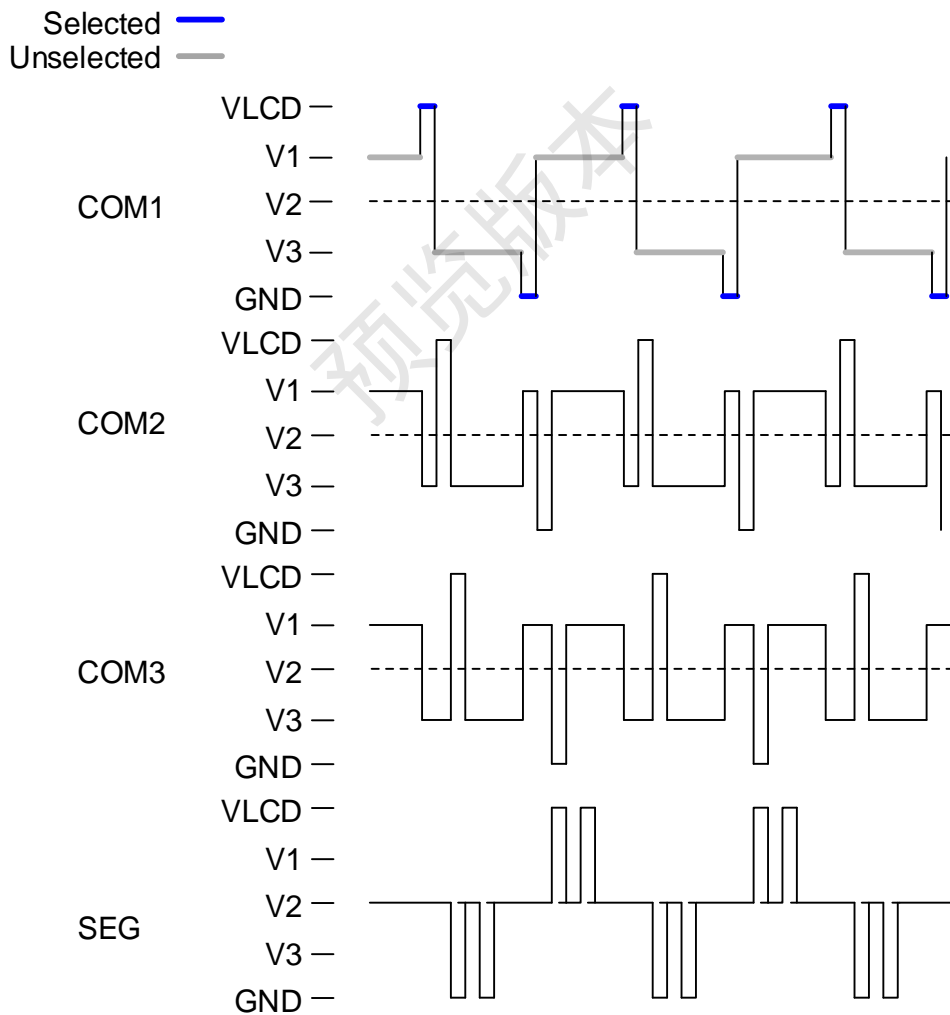 Selected
Unselected
VLCD
V1
COM1
V2
V3
GND
VLCD
V1
COM2
V2
V3
GND
VLCD
V1
COM3
V2
V3
GND
VLCD
V1
V2
SEG
V3
GND
预览版本